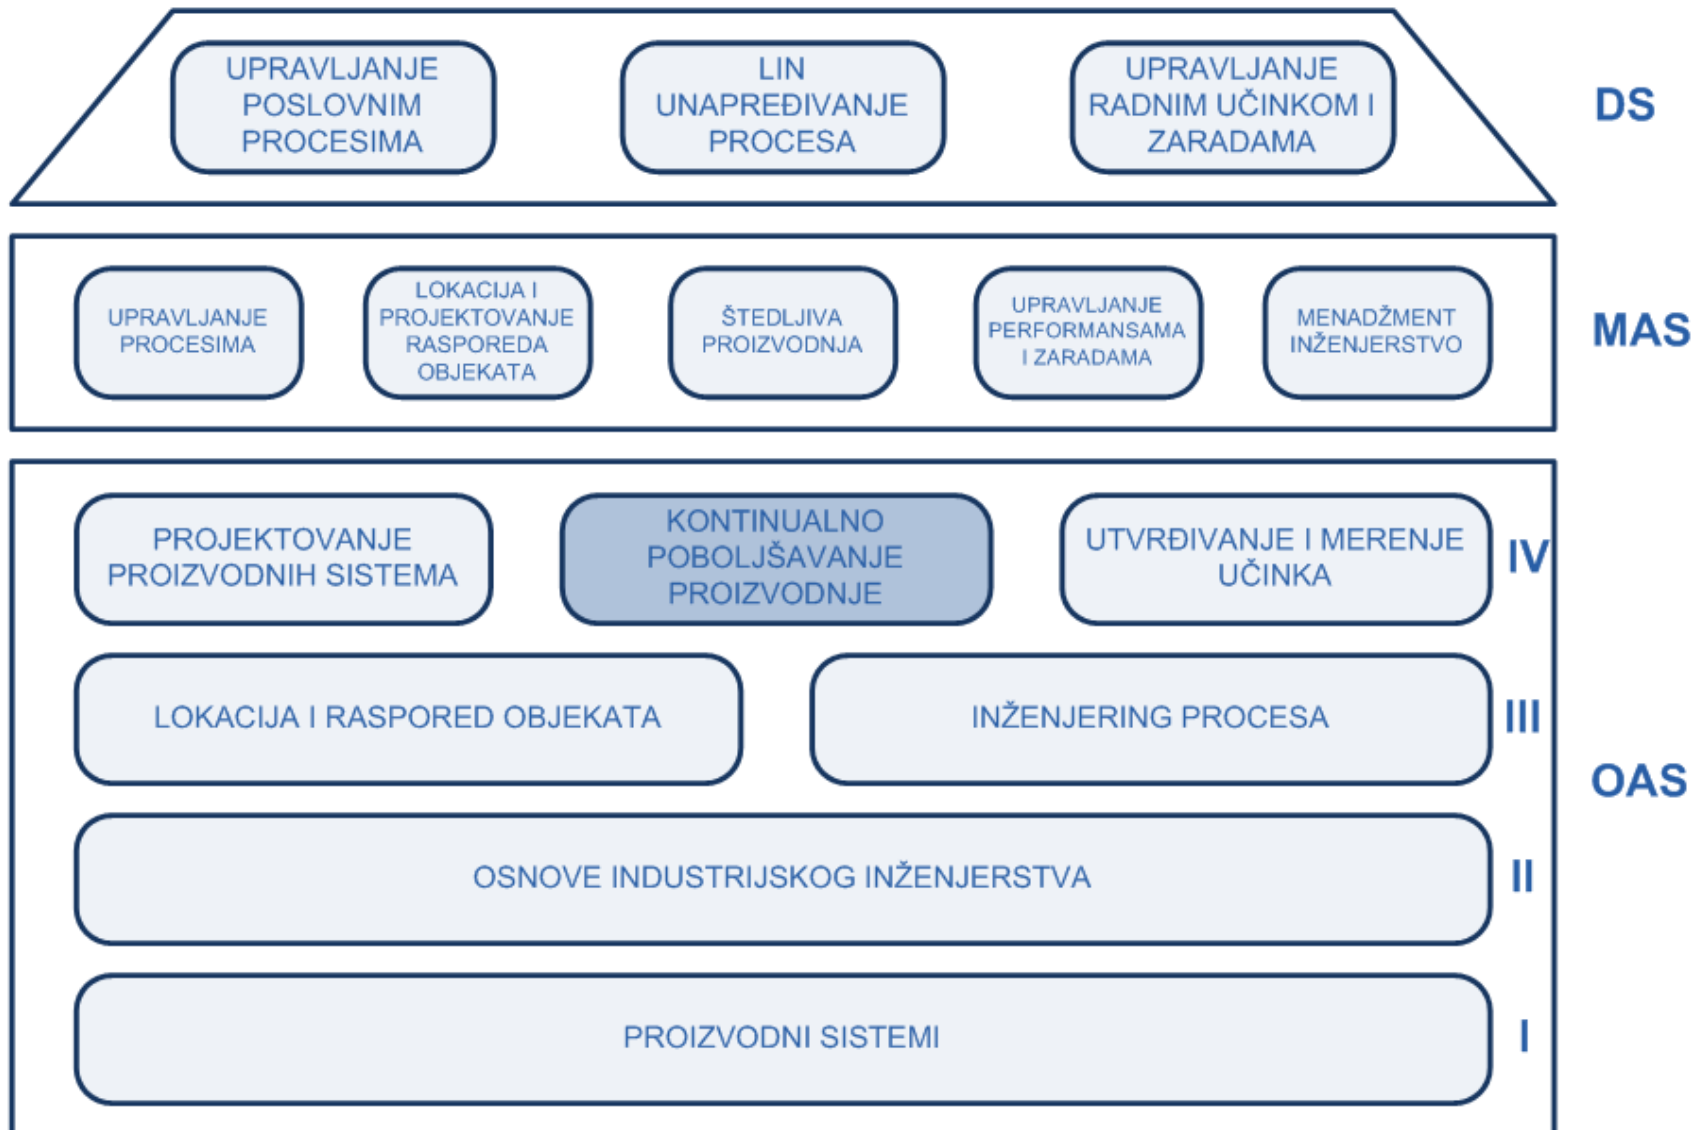 UPRAVLJANJE
POSLOVNIM
PROCESIMA
LIN
UNAPREĐIVANJE
PROCESA
UPRAVLJANJE
RADNIM UČINKOM I
ZARADAMA
DS
UPRAVLJANJE
PROCESIMA
LOKACIJA I
PROJEKTOVANJE
RASPOREDA
OBJEKATA
ŠTEDLJIVA
PROIZVODNJA
UPRAVLJANJE
PERFORMANSAMA
I ZARADAMA
MENADŽMENT
INŽENJERSTVO
MAS
PROJEKTOVANJE
PROIZVODNIH SISTEMA
KONTINUALNO
POBOLJŠAVANJE
PROIZVODNJE
UTVRĐIVANJE I MERENJE
UČINKA
IV
LOKACIJA I RASPORED OBJEKATA
INŽENJERING PROCESA
III
OAS
OSNOVE INDUSTRIJSKOG INŽENJERSTVA
II
PROIZVODNI SISTEMI
I